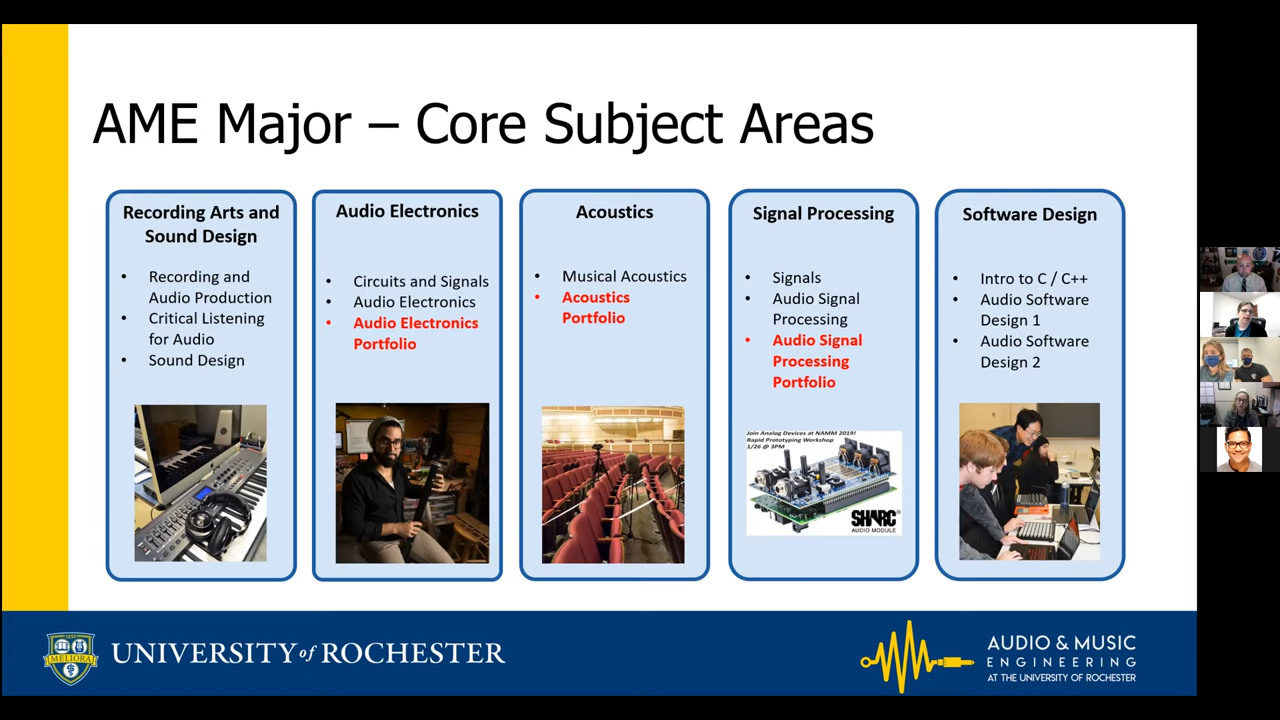 AME Major – Core Subject Areas
Recording Arts and
Sound Design
• Recording and
Audio Production
• Critical Listening
for Audio
• Sound Design
Audio Electronics
• Circuits and Signals
• Audio Electronics
• Audio Electronics
Portfolio
Acoustics
• Musical Acoustics
• Acoustics
Portfolio
Signal Processing
• Signals
• Audio Signal
Processing
• Audio Signal
Processing
Portfolio
Join Analog Devices at NAMM 2019!
Rapid Prototyping Workshop
1/26 @ 3PM
SHARC®
AUDIO MODULE
Software Design
• Intro to C / C++
• Audio Software
Design 1
• Audio Software
Design 2
MELIORA
UNIVERSITY of ROCHESTER
AUDIO & MUSIC
ENGINEERING
AT THE UNIVERSITY OF ROCHESTER